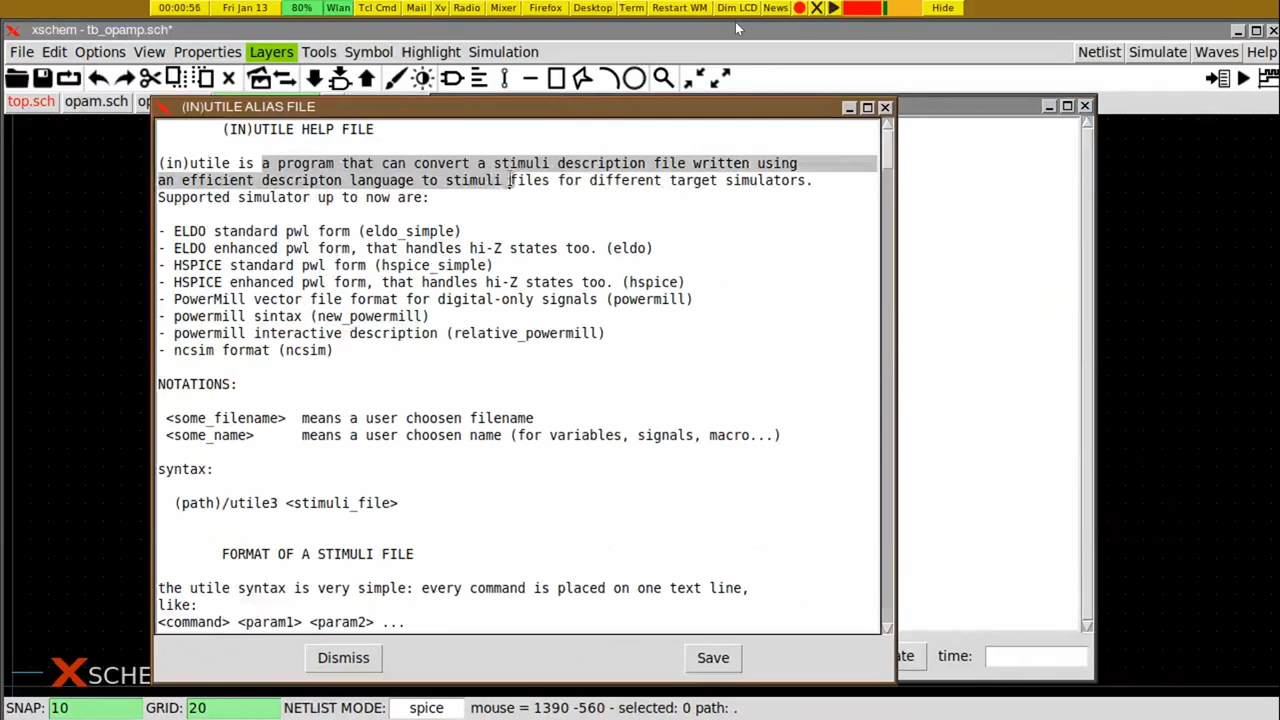 00:00:56 Fri Jan 13 80% Wlan Tcl Cmd Mail Xv Radio Mixer Firefox Desktop Term Restart WM Dim LCD News Hide
xschem - tb_opamp.sch*
File Edit Options View Properties Layers Tools Symbol Highlight Simulation Netlist Simulate Waves Help
top.sch opam.sch op
(IN)UTILE ALIAS FILE
(IN)UTILE HELP FILE
(in)utile is a program that can convert a stimuli description file written using
an efficient descripton language to stimuli files for different target simulators.
Supported simulator up to now are:
- ELDO standard pwl form (eldo_simple)
- ELDO enhanced pwl form, that handles hi-Z states too. (eldo)
- HSPICE standard pwl form (hspice_simple)
- HSPICE enhanced pwl form, that handles hi-Z states too. (hspice)
- PowerMill vector file format for digital-only signals (powermill)
- powermill sintax (new_powermill)
- powermill interactive description (relative_powermill)
- ncsim format (ncsim)
NOTATIONS:
<some_filename> means a user choosen filename
<some_name> means a user choosen name (for variables, signals, macro...)
syntax:
(path)/utile3 <stimuli_file>
FORMAT OF A STIMULI FILE
the utile syntax is very simple: every command is placed on one text line,
like:
<command> <param1> <param2> ...
Dismiss Save ate time:
XSCHE
SNAP: 10 GRID: 20 NETLIST MODE: spice mouse = 1390 -560 - selected: 0 path: .